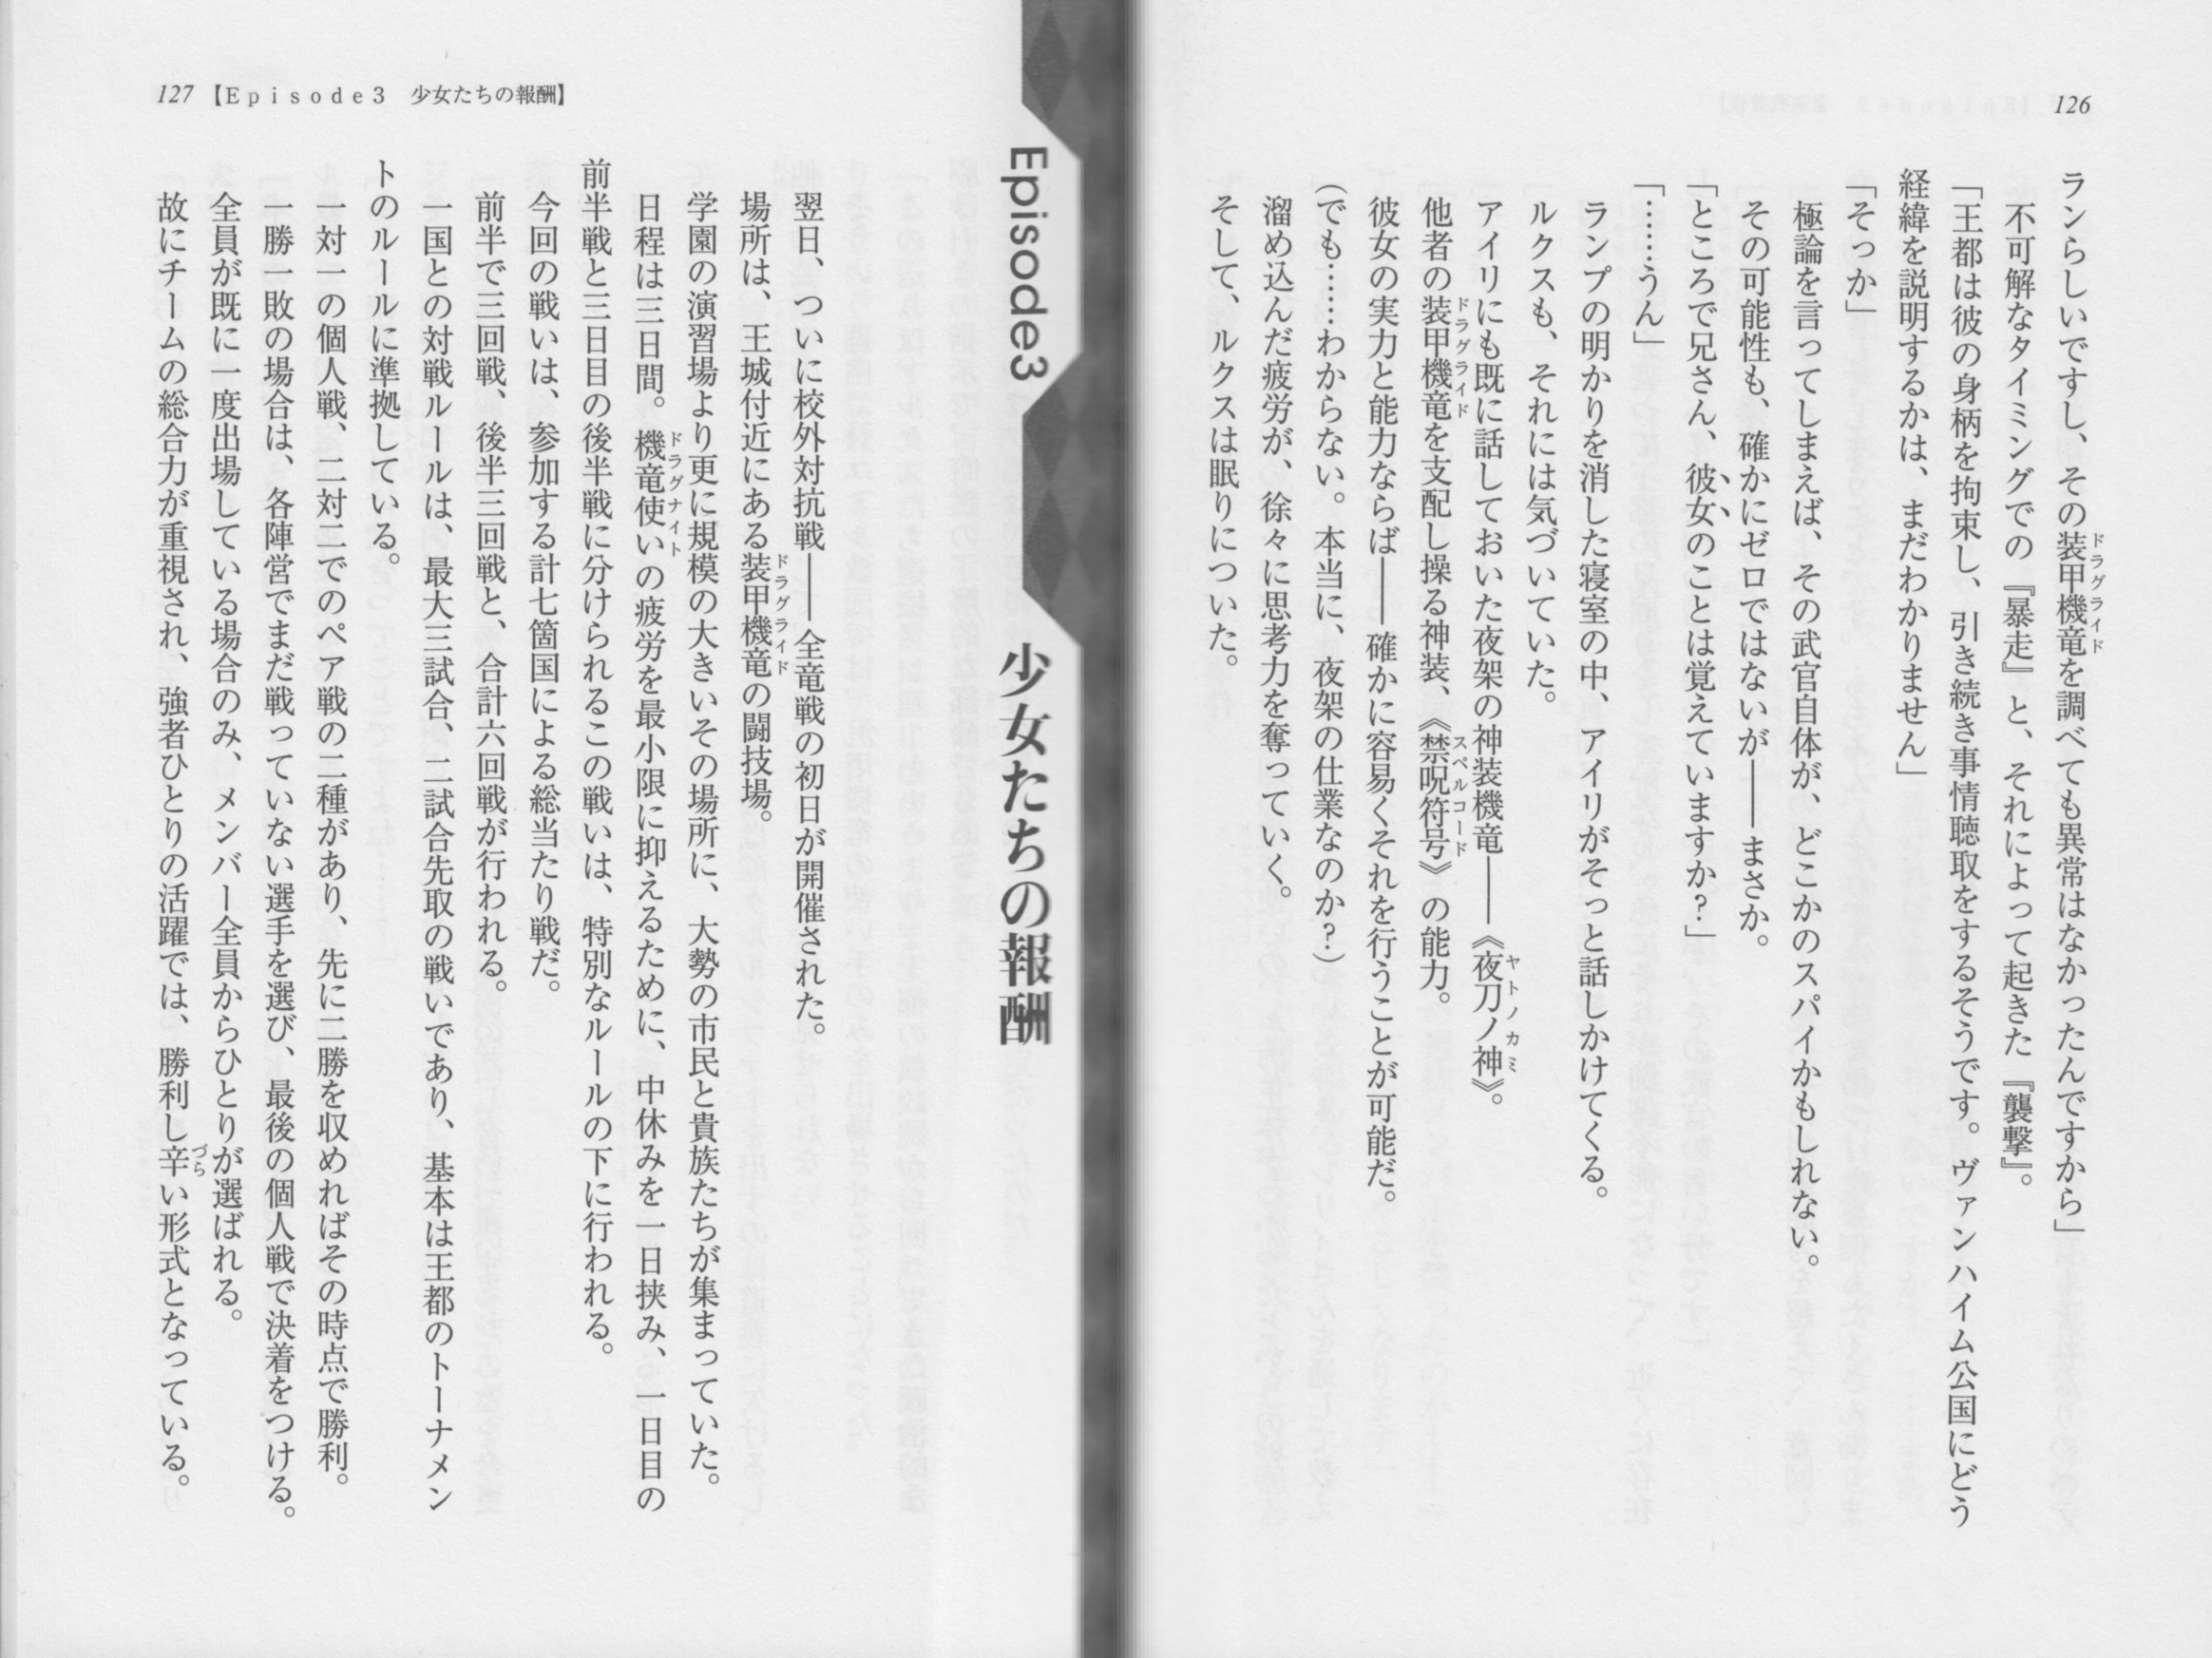 126
ランらしいですし、その装甲機竜を調べても異常はなかったんですから」
ドラグライド
不可解なタイミングでの『暴走』と、それによって起きた『襲撃』。
「王都は彼の身柄を拘束し、引き続き事情聴取をするそうです。ヴァンハイム公国にどう
経緯を説明するかは、まだわかりません」
「そっか」
極論を言ってしまえば、その武官自体が、どこかのスパイかもしれない。
その可能性も、確かにゼロではないが――まさか。
「ところで兄さん、彼女のことは覚えていますか？」
「……うん」
ランプの明かりを消した寝室の中、アイリがそっと話しかけてくる。
ルクスも、それには気づいていた。
アイリにも既に話しておいた夜架の神装機竜――《夜刀ノ神》。
ヤトノカミ
他者の装甲機竜を支配し操る神装、《禁呪符号》の能力。
ドラグライド
スペルコード
彼女の実力と能力ならば――確かに容易くそれを行うことが可能だ。
（でも……わからない。本当に、夜架の仕業なのか？）
溜め込んだ疲労が、徐々に思考力を奪っていく。
そして、ルクスは眠りについた。
127【Episode3　少女たちの報酬】
Episode3 少女たちの報酬
翌日、ついに校外対抗戦――全竜戦の初日が開催された。
場所は、王城付近にある装甲機竜の闘技場。
ドラグライド
学園の演習場より更に規模の大きいその場所に、大勢の市民と貴族たちが集まっていた。
日程は三日間。機竜使いの疲労を最小限に抑えるために、中休みを一日挟み、一日目の
ドラグナイト
前半戦と三日目の後半戦に分けられるこの戦いは、特別なルールの下に行われる。
今回の戦いは、参加する計七箇国による総当たり戦だ。
前半で三回戦、後半三回戦と、合計六回戦が行われる。
一国との対戦ルールは、最大三試合、二試合先取の戦いであり、基本は王都のトーナメン
トのルールに準拠している。
一対一の個人戦、二対二でのペア戦の二種があり、先に二勝を収めればその時点で勝利。
一勝一敗の場合は、各陣営でまだ戦っていない選手を選び、最後の個人戦で決着をつける。
全員が既に一度出場している場合のみ、メンバー全員からひとりが選ばれる。
故にチームの総合力が重視され、強者ひとりの活躍では、勝利し辛い形式となっている。
づら